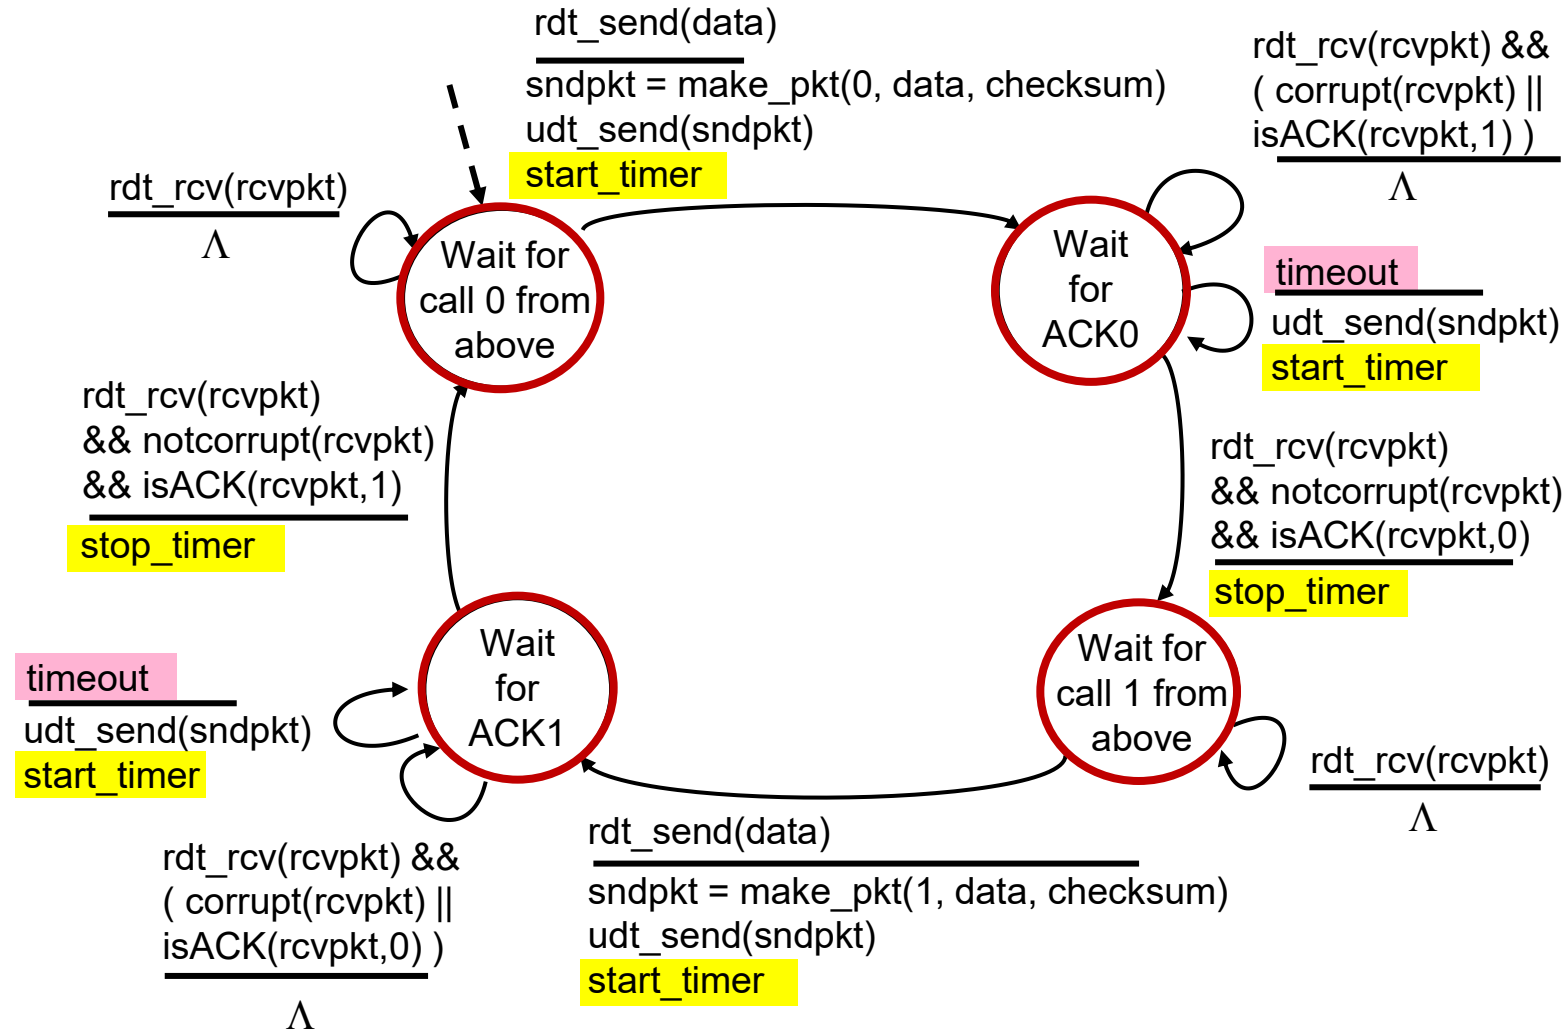 rdt_send(data)
sndpkt = make_pkt(0, data, checksum)
udt_send(sndpkt)
start_timer
rdt_rcv(rcvpkt) &&
( corrupt(rcvpkt) ||
isACK(rcvpkt,1) )
Λ
rdt_rcv(rcvpkt)
Λ
Wait for
call 0 from
above
Wait
for
ACK0
timeout
udt_send(sndpkt)
start_timer
rdt_rcv(rcvpkt)
&& notcorrupt(rcvpkt)
&& isACK(rcvpkt,1)
stop_timer
rdt_rcv(rcvpkt)
&& notcorrupt(rcvpkt)
&& isACK(rcvpkt,0)
stop_timer
Wait
for
ACK1
Wait for
call 1 from
above
timeout
udt_send(sndpkt)
start_timer
rdt_rcv(rcvpkt)
Λ
rdt_rcv(rcvpkt) &&
( corrupt(rcvpkt) ||
isACK(rcvpkt,0) )
Λ
rdt_send(data)
sndpkt = make_pkt(1, data, checksum)
udt_send(sndpkt)
start_timer